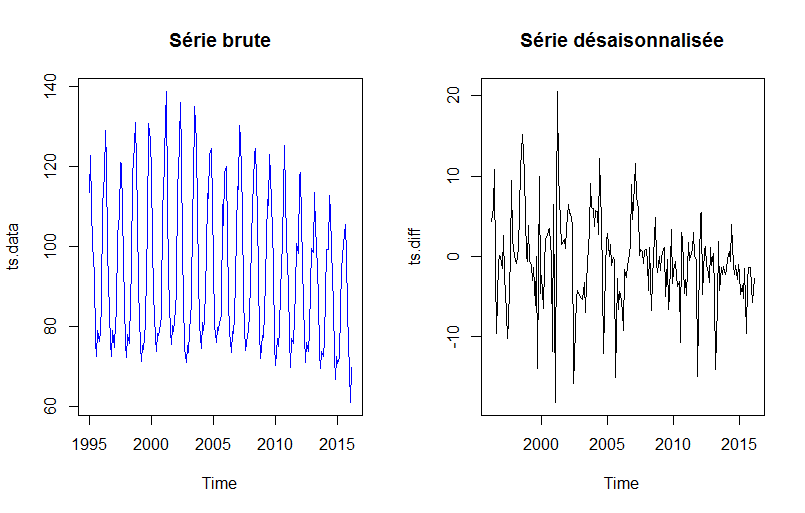 Série brute
ts.data
140
120
100
80
60
1995 2000 2005 2010 2015
Time
Série désaisonnalisée
ts.diff
20
10
0
-10
2000 2005 2010 2015
Time